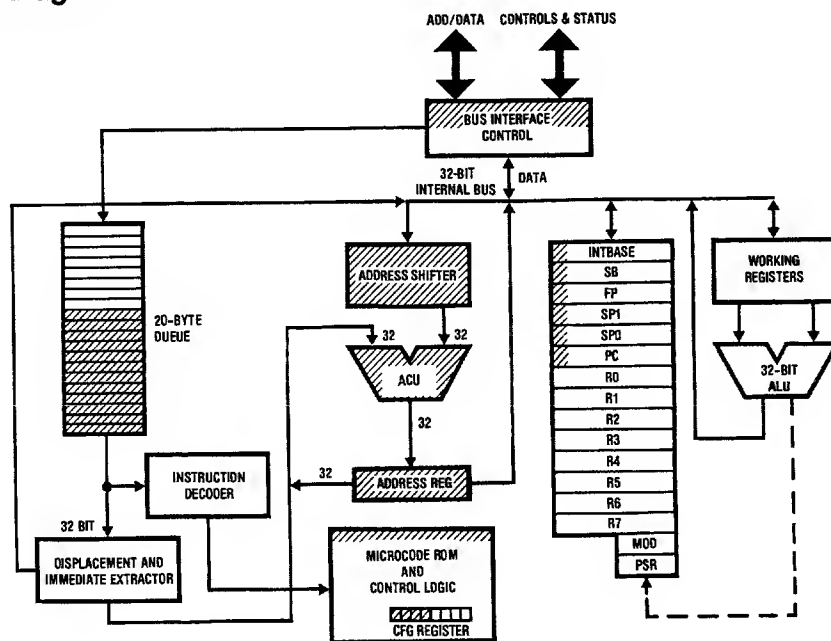 ADD/DATA
CONTROLS & STATUS
BUS INTERFACE
CONTROL
32-BIT
INTERNAL BUS
DATA
20-BYTE
QUEUE
ADDRESS SHIFTER
32
32
ACU
32
32
ADDRESS REG
INSTRUCTION
DECODER
32 BIT
DISPLACEMENT AND
IMMEDIATE EXTRACTOR
MICROCODE ROM
AND
CONTROL LOGIC
CFG REGISTER
INTBASE
SB
FP
SP1
SP0
PC
R0
R1
R2
R3
R4
R5
R6
R7
MOD
PSR
WORKING
REGISTERS
32-BIT
ALU